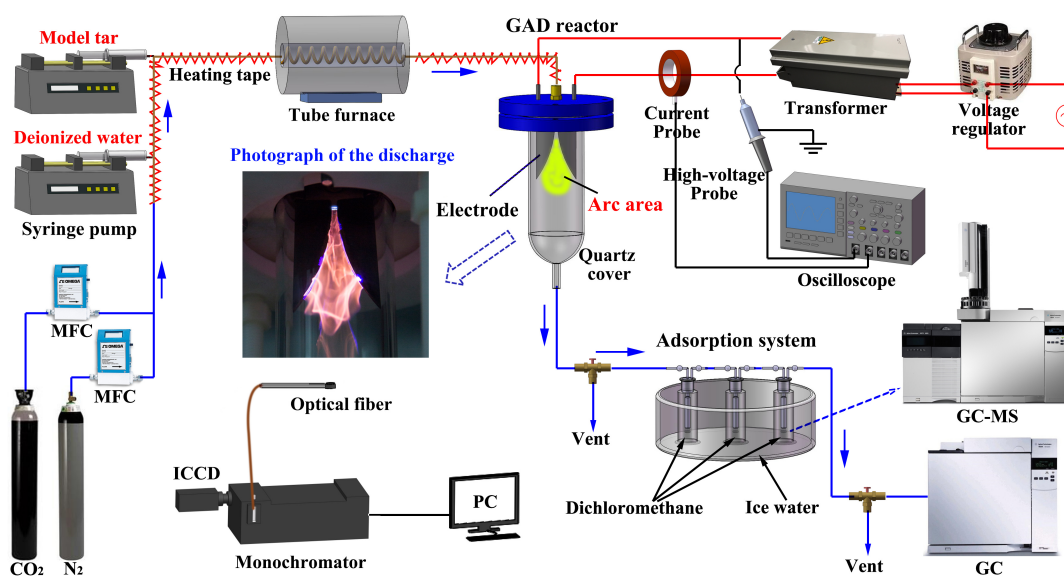 Model tar
Heating tape
Tube furnace
GAD reactor
Current
Probe
Transformer
Voltage
regulator
Deionized water
Syringe pump
Photograph of the discharge
Electrode
Arc area
High-voltage
Probe
Quartz
cover
Oscilloscope
OMEGA
MFC
OMEGA
MFC
CO2
N2
Optical fiber
ICCD
Monochromator
PC
Adsorption system
Vent
Dichloromethane
Ice water
GC-MS
Vent
GC